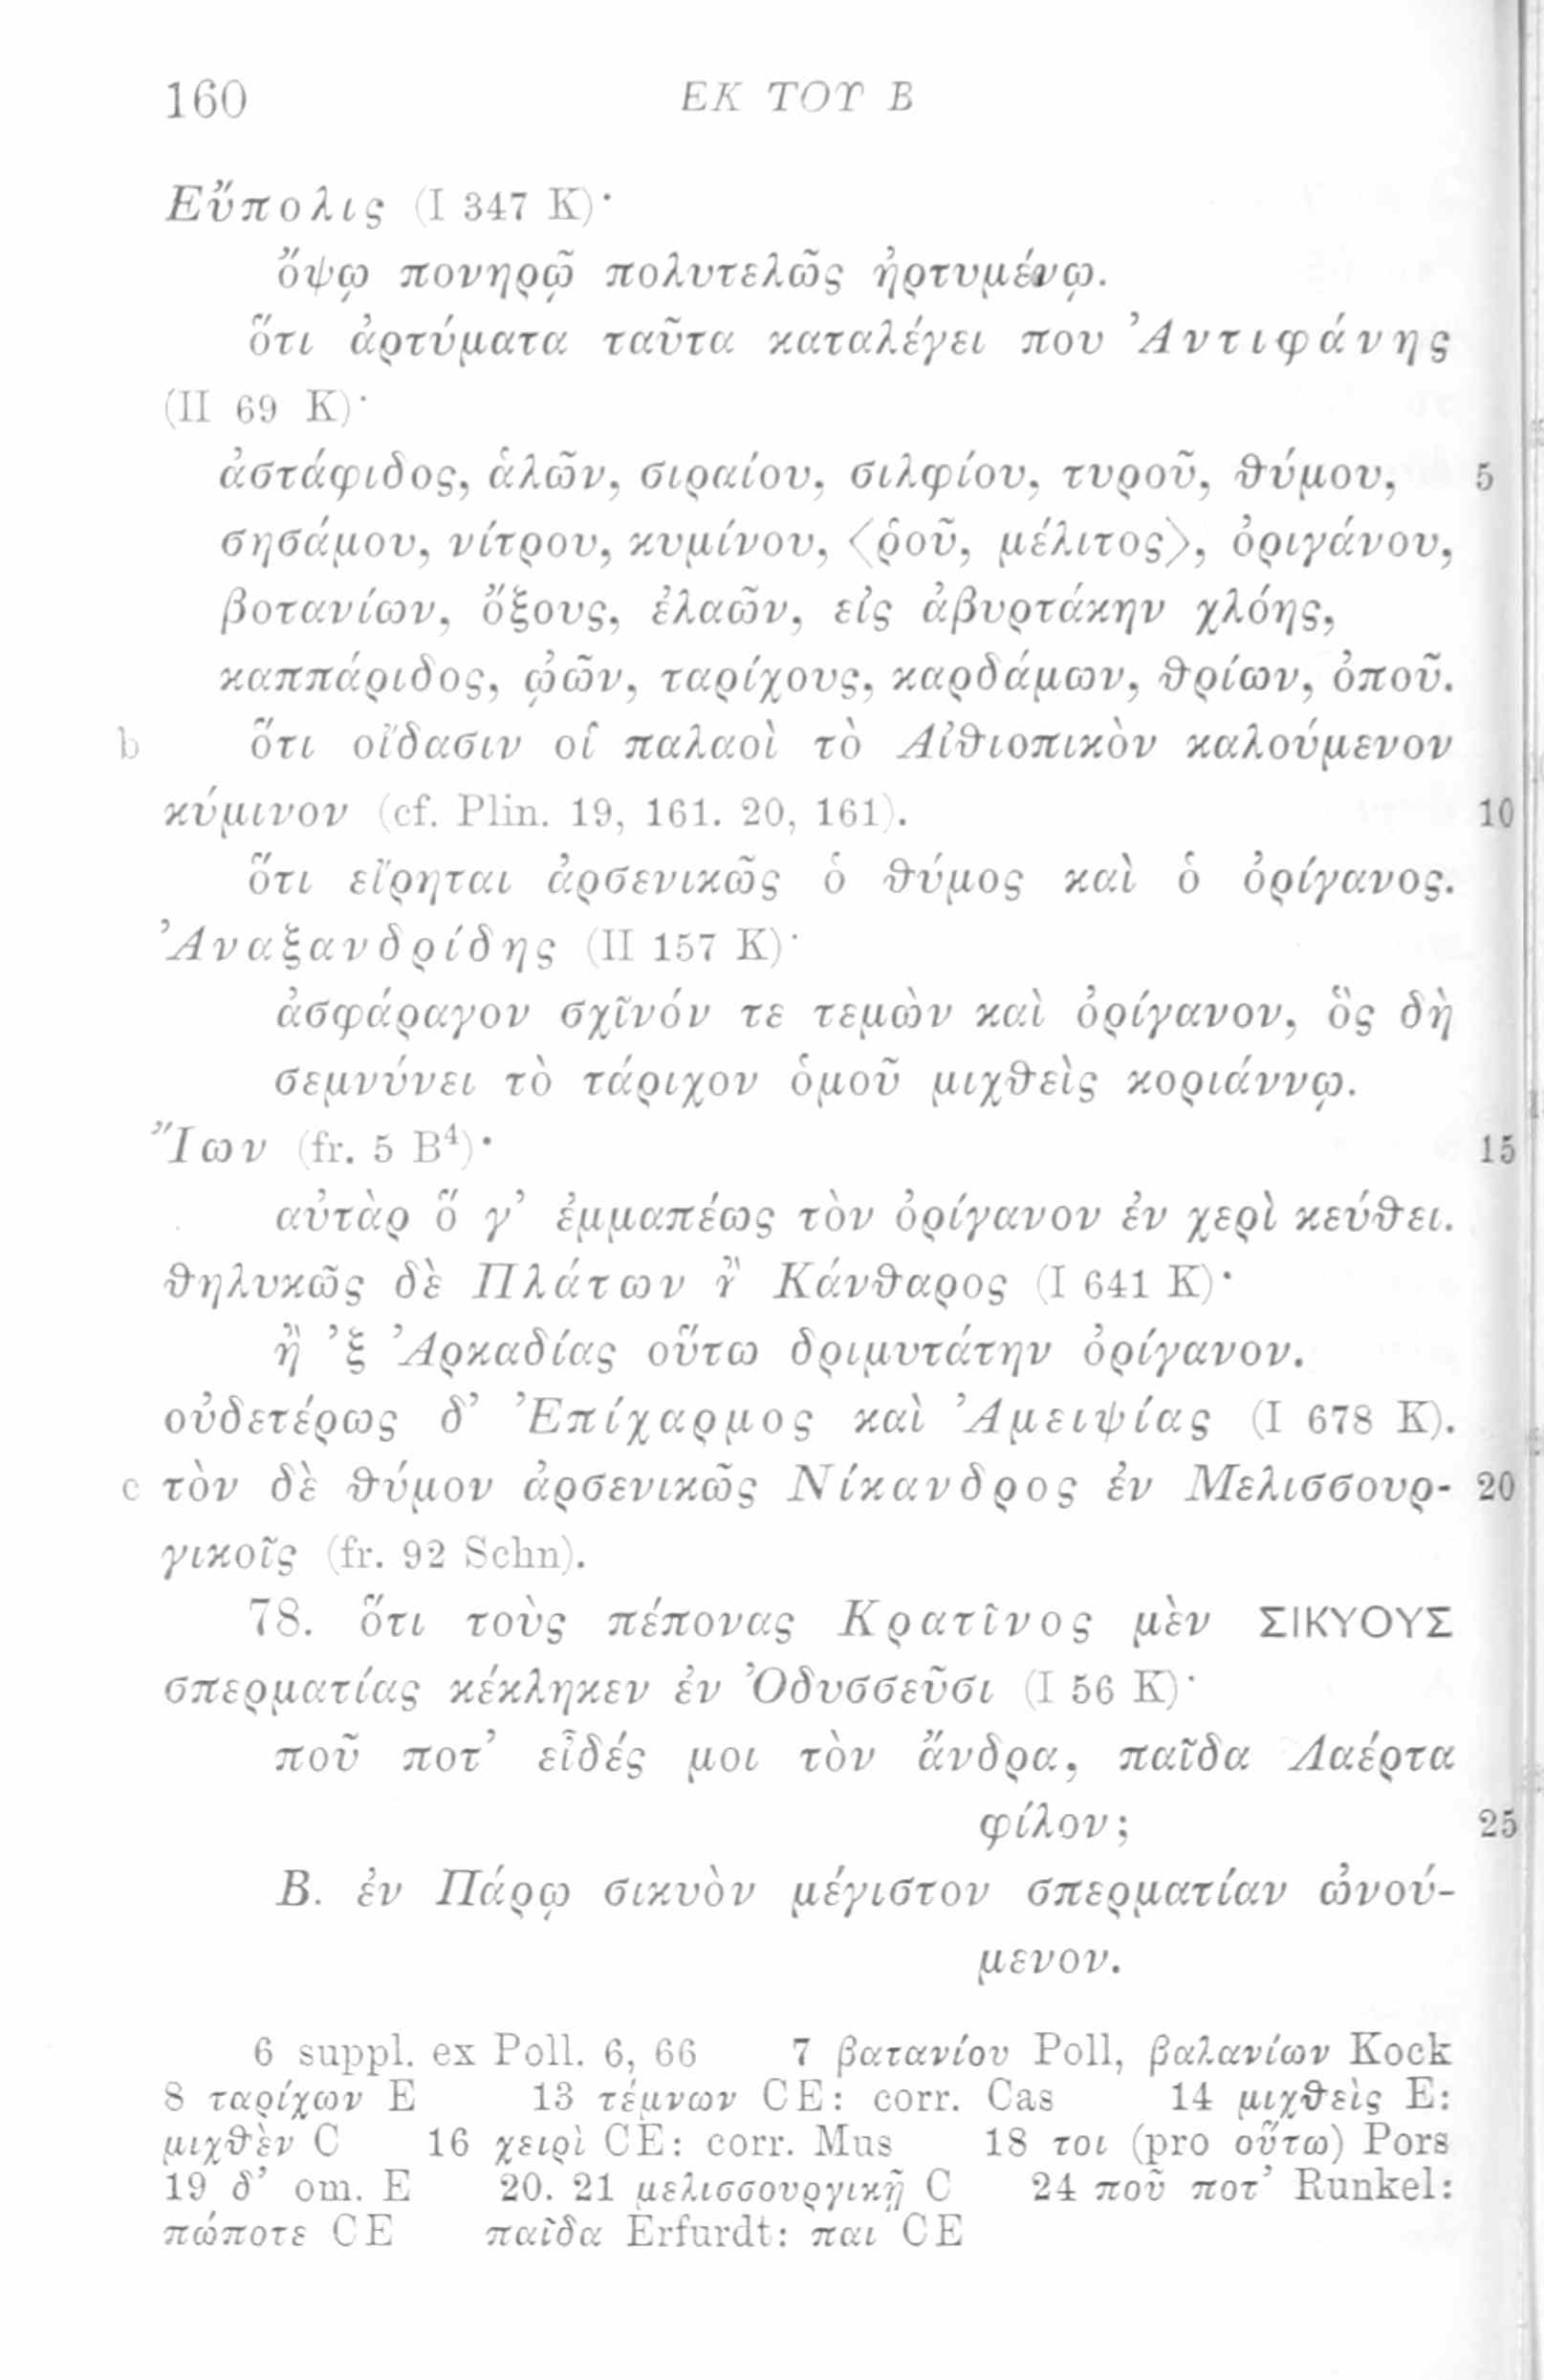 160 ΕΚ ΤΟΥ Β
Εὔπολις (I 347 K)·
ὄψῳ πονηρῷ πολυτελῶς ἠρτυμένῳ.
ὅτι ἀρτύματα ταῦτα καταλέγει που Ἀντιφάνης
(II 69 K)·
ἀστάφιδος, ἁλῶν, σιραίου, σιλφίου, τυροῦ, θύμου, 5
σησάμου, νίτρου, κυμίνου, <ῥοῦ, μέλιτος>, ὀριγάνου,
βοτανίων, ὄξους, ἐλαῶν, εἰς ἀβυρτάκην χλόης,
καππάριδος, ᾠῶν, ταρίχους, καρδάμων, θρίων, ὀποῦ.
b ὅτι οἴδασιν οἱ παλαοὶ τὸ Αἰθιοπικὸν καλούμενον
κύμινον (cf. Plin. 19, 161. 20, 161). 10
ὅτι εἴρηται ἀρσενικῶς ὁ θύμος καὶ ὁ ὀρίγανος.
Ἀναξανδρίδης (II 157 K)·
ἀσφάραγον σχῖνόν τε τεμὼν καὶ ὀρίγανον, ὃς δὴ
σεμνύνει τὸ τάριχον ὁμοῦ μιχθεὶς κοριάννῳ.
Ἴων (fr. 5 B⁴)· 15
αὐτὰρ ὅ γ’ ἐμμαπέως τὸν ὀρίγανον ἐν χερὶ κεύθει.
θηλυκῶς δὲ Πλάτων ἢ Κάνθαρος (I 641 K)·
ἢ ’ξ Ἀρκαδίας οὕτω δριμυτάτην ὀρίγανον.
οὐδετέρως δ’ Ἐπίχαρμος καὶ Ἀμειψίας (I 678 K).
c τὸν δὲ θύμον ἀρσενικῶς Νίκανδρος ἐν Μελισσουρ- 20
γικοῖς (fr. 92 Schn).
78. ὅτι τοὺς πέπονας Κρατῖνος μὲν ΣΙΚΥΟΥΣ
σπερματίας κέκληκεν ἐν Ὀδυσσεῦσι (I 56 K)·
ποῦ ποτ’ εἶδές μοι τὸν ἄνδρα, παῖδα Λαέρτα
φίλον; 25
Β. ἐν Πάρῳ σικυὸν μέγιστον σπερματίαν ὠνού-
μενον.
6 suppl. ex Poll. 6, 66 7 βατανίου Poll, βαλανίων Kock
8 ταρίχων E 13 τέμνων CE: corr. Cas 14 μιχθεὶς E:
μιχθὲν C 16 χειρὶ CE: corr. Mus 18 τοι (pro οὕτω) Pors
19 δ’ om. E 20. 21 μελισσουργικῇ C 24 ποῦ ποτ’ Runkel:
πώποτε CE παῖδα Erfurdt: παι CE